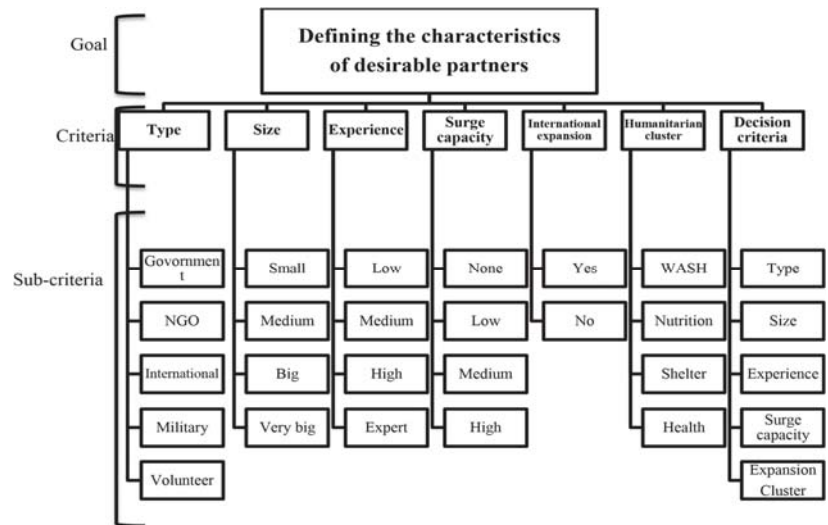 Goal
Defining the characteristics
of desirable partners
Criteria
Type
Size
Experience
Surge
capacity
International
expansion
Humanitarian
cluster
Decision
criteria
Sub-criteria
Govornmen
t
Small
Low
None
Yes
WASH
Type
NGO
Medium
Medium
Low
No
Nutrition
Size
International
Big
High
Medium
Shelter
Experience
Military
Very big
Expert
High
Health
Surge
capacity
Volunteer
Expansion
Cluster